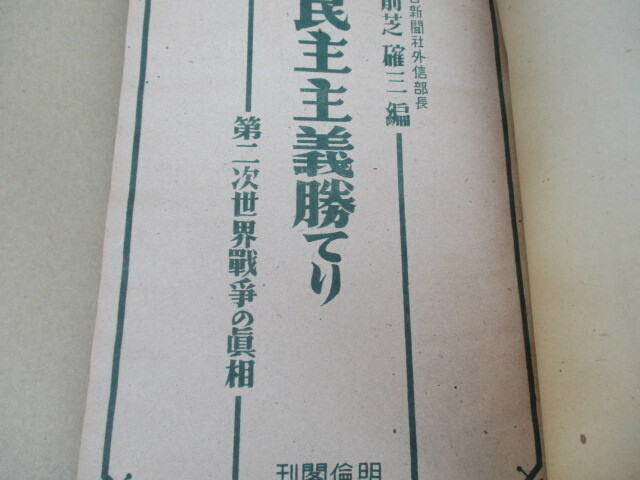 新聞社外信部長
前芝確三編
民主主義勝てり
第二次世界戰爭の眞相
刊閣倫明